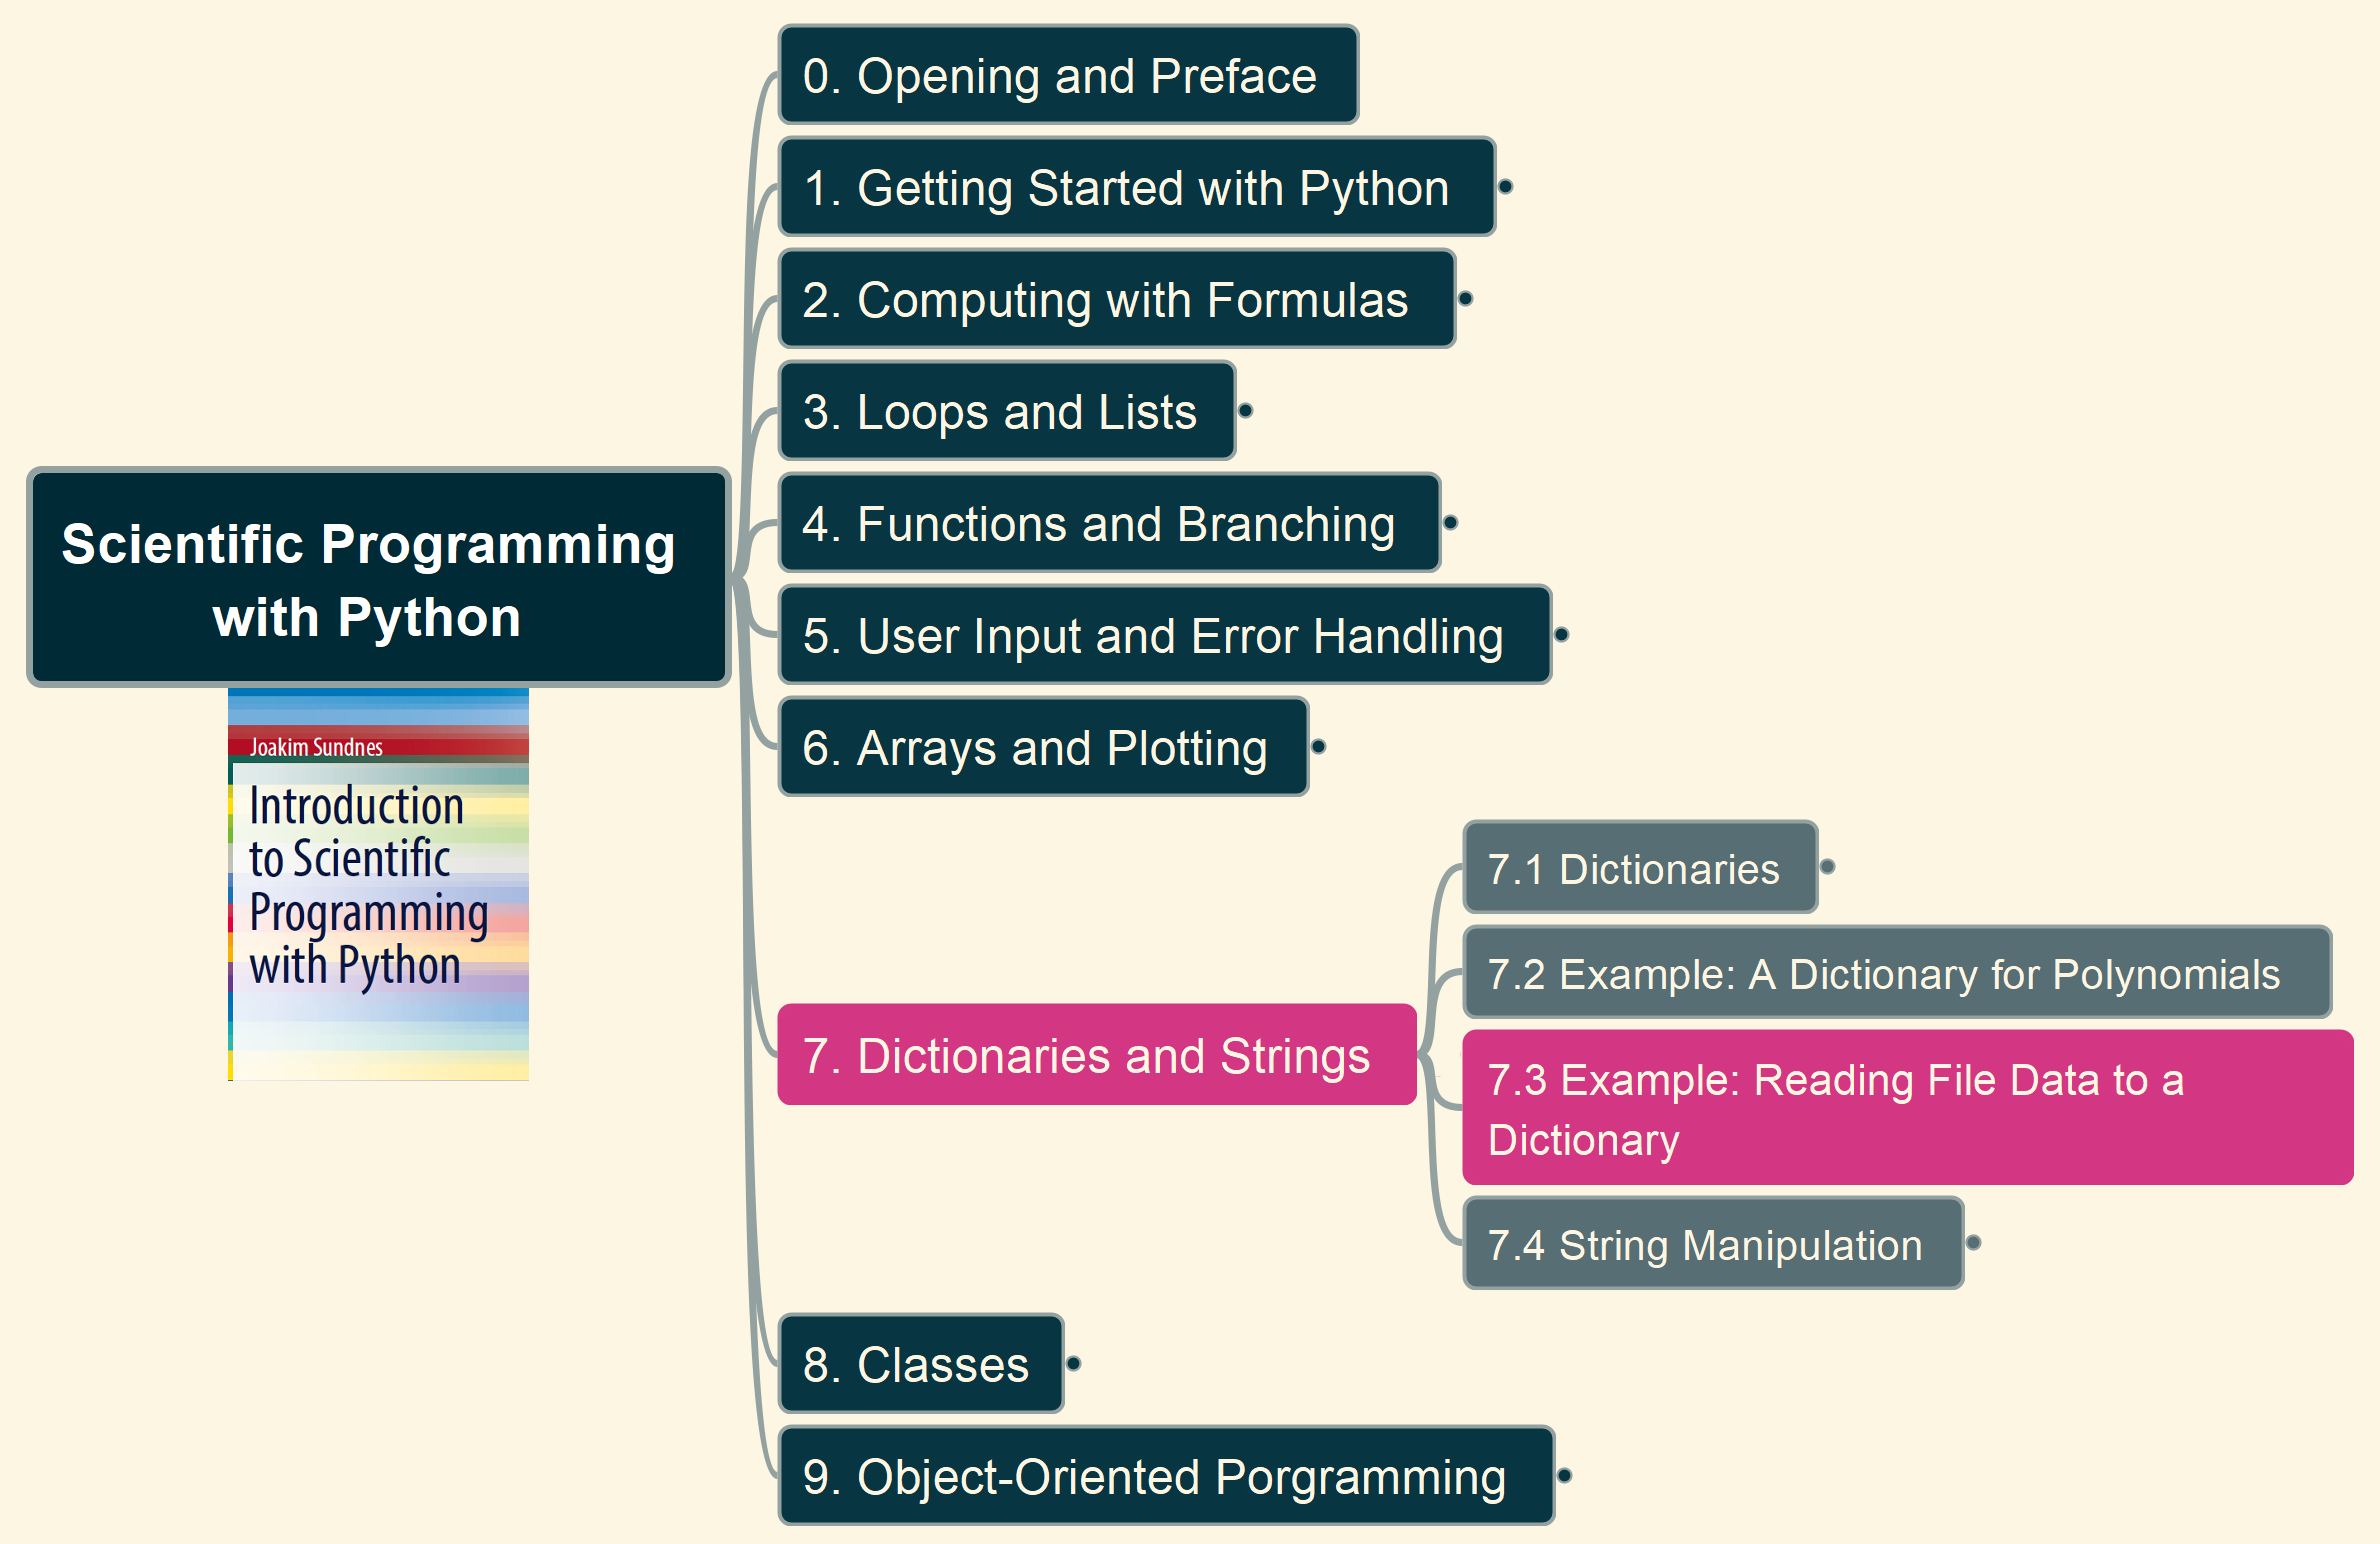 Scientific Programming
with Python
Joakim Sundnes
Introduction
to Scientific
Programming
with Python
0. Opening and Preface
1. Getting Started with Python
2. Computing with Formulas
3. Loops and Lists
4. Functions and Branching
5. User Input and Error Handling
6. Arrays and Plotting
7. Dictionaries and Strings
7.1 Dictionaries
7.2 Example: A Dictionary for Polynomials
7.3 Example: Reading File Data to a
Dictionary
7.4 String Manipulation
8. Classes
9. Object-Oriented Porgramming